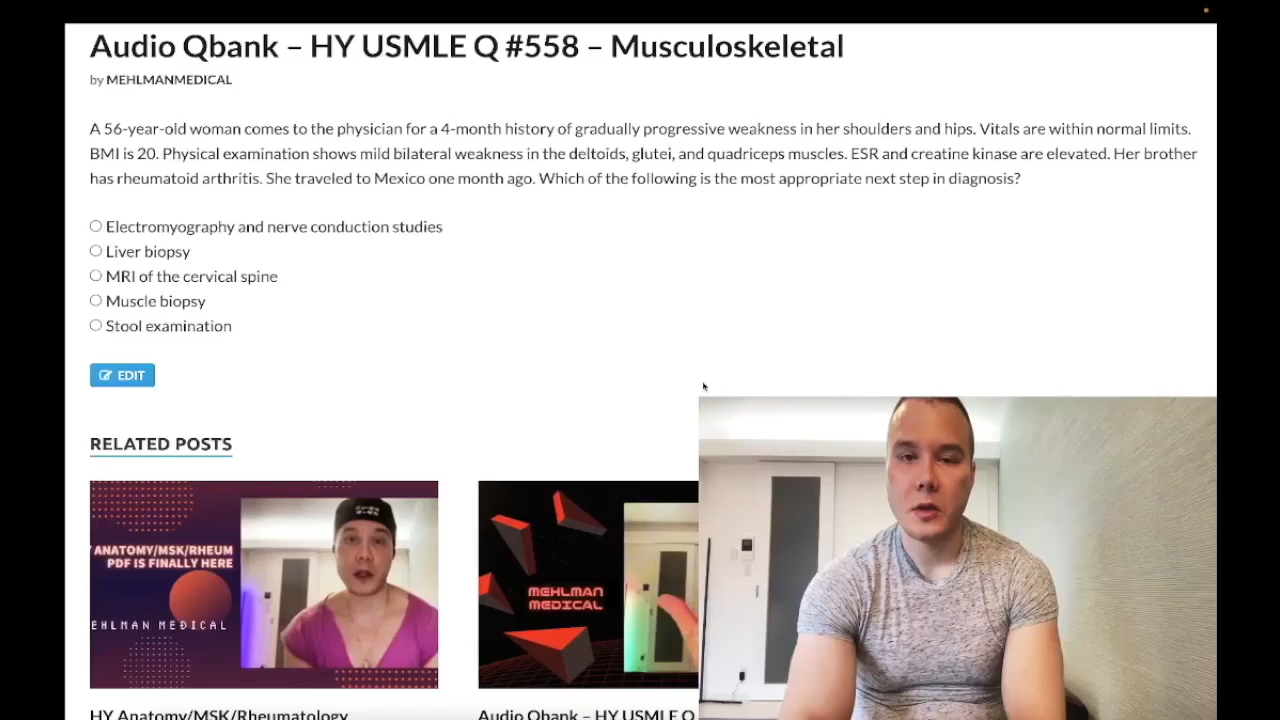 Audio Qbank – HY USMLE Q #558 – Musculoskeletal
by MEHLMANMEDICAL
A 56-year-old woman comes to the physician for a 4-month history of gradually progressive weakness in her shoulders and hips. Vitals are within normal limits.
BMI is 20. Physical examination shows mild bilateral weakness in the deltoids, glutei, and quadriceps muscles. ESR and creatine kinase are elevated. Her brother
has rheumatoid arthritis. She traveled to Mexico one month ago. Which of the following is the most appropriate next step in diagnosis?
Electromyography and nerve conduction studies
Liver biopsy
MRI of the cervical spine
Muscle biopsy
Stool examination
EDIT
RELATED POSTS
ANATOMY/MSK/RHEUM
PDF IS FINALLY HERE
EHLMAN MEDICAL
MEHLMAN
MEDICAL
HY Anatomy/MSK/Rheumatology
Audio Qbank – HY USMLE Q